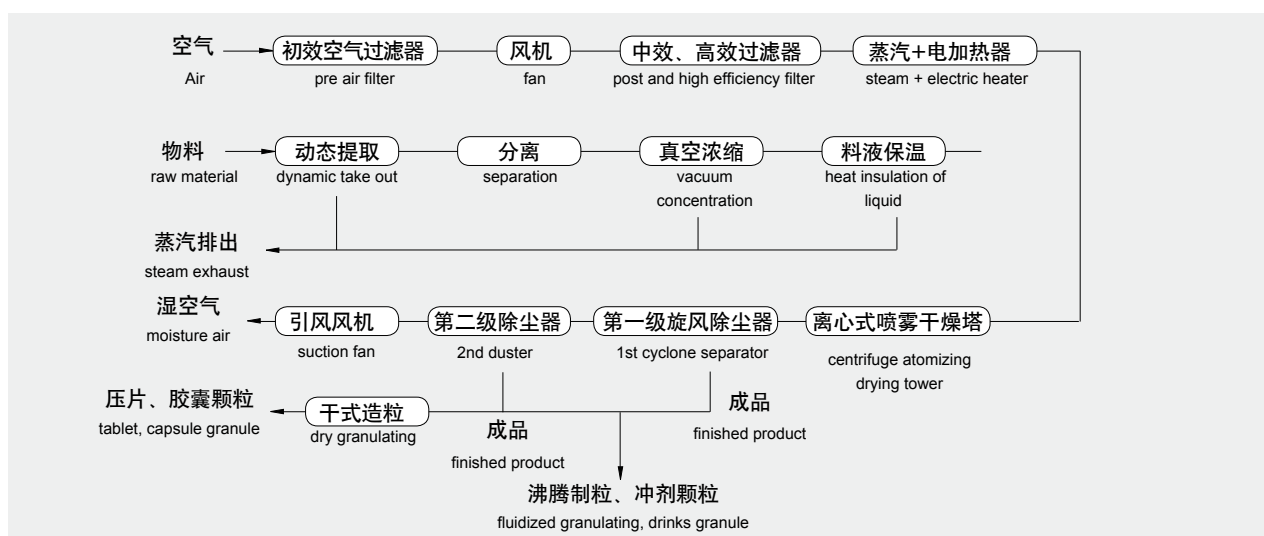 空气
Air
初效空气过滤器
pre air filter
风机
fan
中效、高效过滤器
post and high efficiency filter
蒸汽+电加热器
steam + electric heater
物料
raw material
动态提取
dynamic take out
分离
separation
真空浓缩
vacuum
concentration
料液保温
heat insulation of
liquid
蒸汽排出
steam exhaust
湿空气
moisture air
引风风机
suction fan
第二级除尘器
2nd duster
第一级旋风除尘器
1st cyclone separator
离心式喷雾干燥塔
centrifuge atomizing
drying tower
压片、胶囊颗粒
tablet, capsule granule
干式造粒
dry granulating
成品
finished product
成品
finished product
沸腾制粒、冲剂颗粒
fluidized granulating, drinks granule